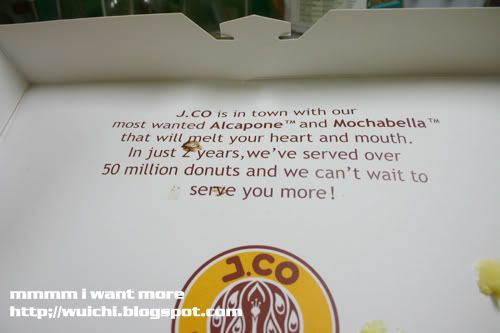 J.CO is in town with our
most wanted Alcapone™ and Mochabella™
that will melt your heart and mouth.
In just 2 years,we've served over
50 million donuts and we can't wait to
serve you more!
J.CO
mmmm i want more
http://wuichi.blogspot.com